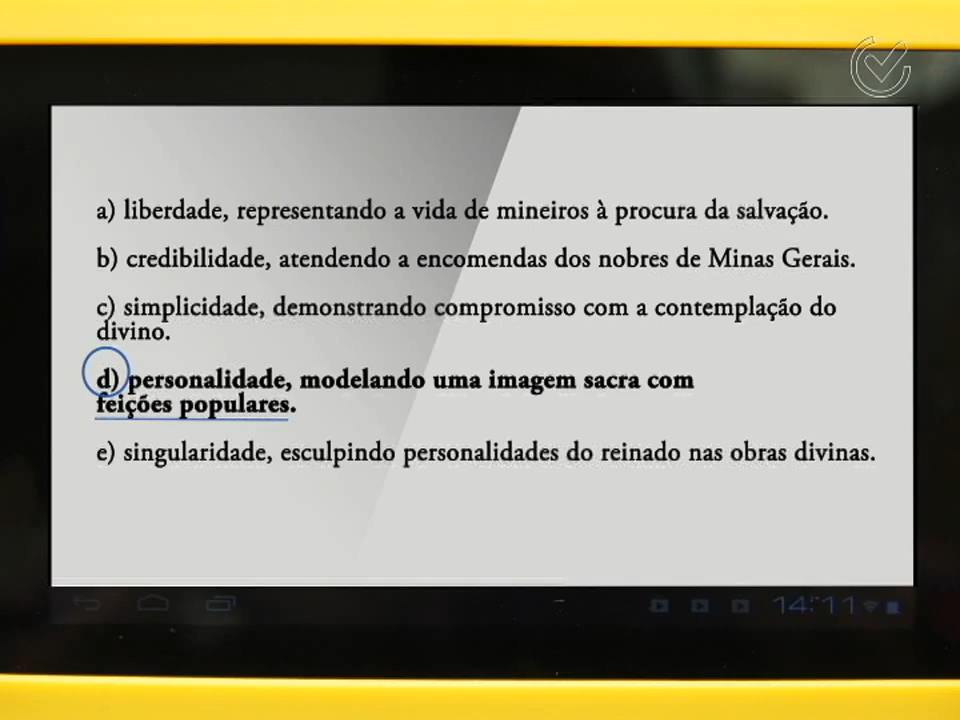 a) liberdade, representando a vida de mineiros à procura da salvação.
b) credibilidade, atendendo a encomendas dos nobres de Minas Gerais.
c) simplicidade, demonstrando compromisso com a contemplação do
divino.
d) personalidade, modelando uma imagem sacra com
feições populares.
e) singularidade, esculpindo personalidades do reinado nas obras divinas.
14:11